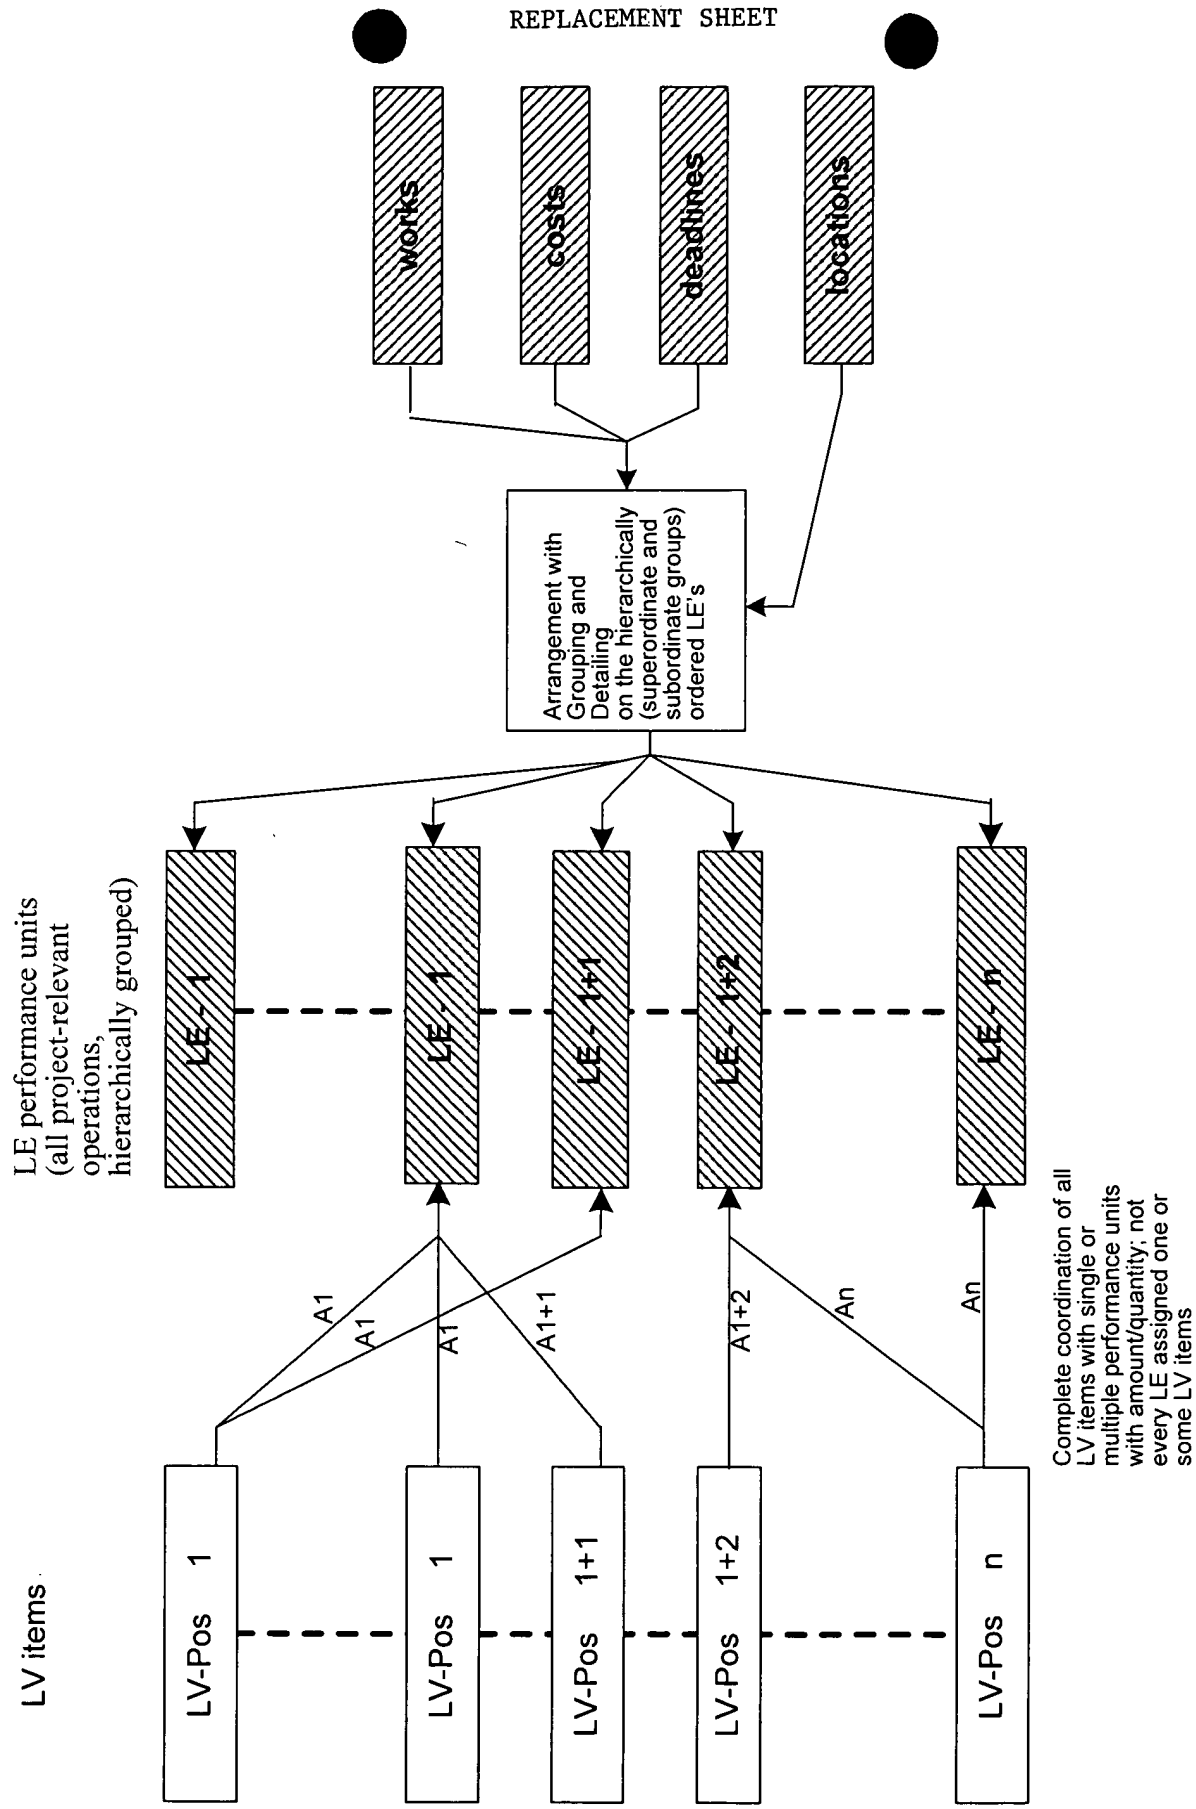 REPLACEMENT SHEET
LV items
LV-Pos 1
LV-Pos 1
LV-Pos 1+1
LV-Pos 1+2
LV-Pos n
A1
A1
A1
A1+1
A1+2
An
An
Complete coordination of all
LV items with single or
multiple performance units
with amount/quantity; not
every LE assigned one or
some LV items
LE performance units
(all project-relevant
operations,
hierarchically grouped)
LE - 1
LE - 1
LE - 1+1
LE - 1+2
LE - n
Arrangement with
Grouping and
Detailing
on the hierarchically
(superordinate and
subordinate groups)
ordered LE's
works
costs
deadlines
locations